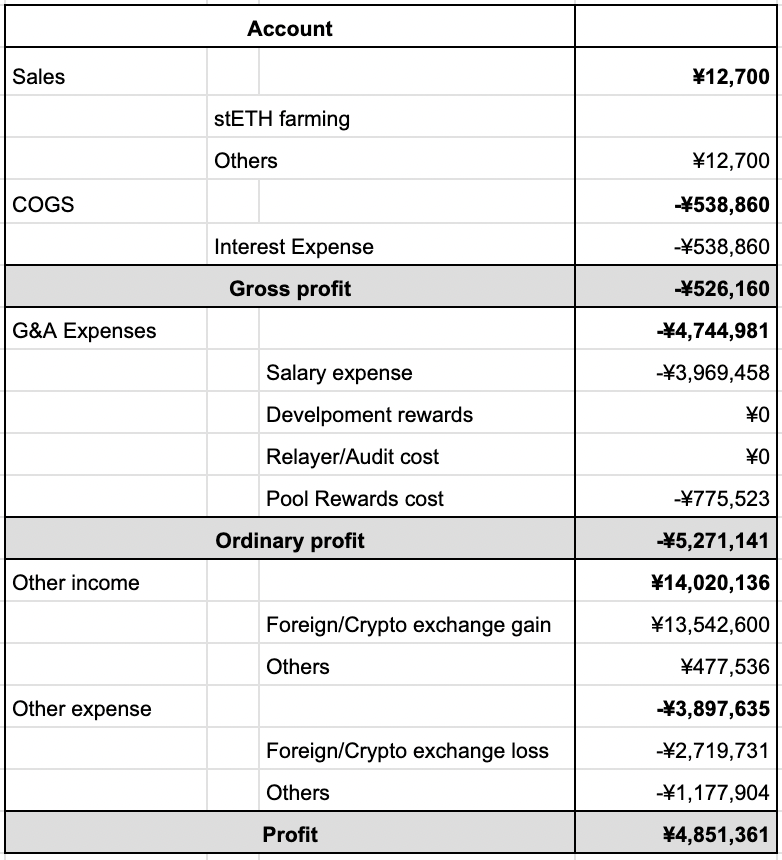 Account
Sales ¥12,700
stETH farming
Others ¥12,700
COGS -¥538,860
Interest Expense -¥538,860
Gross profit -¥526,160
G&A Expenses -¥4,744,981
Salary expense -¥3,969,458
Develpoment rewards ¥0
Relayer/Audit cost ¥0
Pool Rewards cost -¥775,523
Ordinary profit -¥5,271,141
Other income ¥14,020,136
Foreign/Crypto exchange gain ¥13,542,600
Others ¥477,536
Other expense -¥3,897,635
Foreign/Crypto exchange loss -¥2,719,731
Others -¥1,177,904
Profit ¥4,851,361